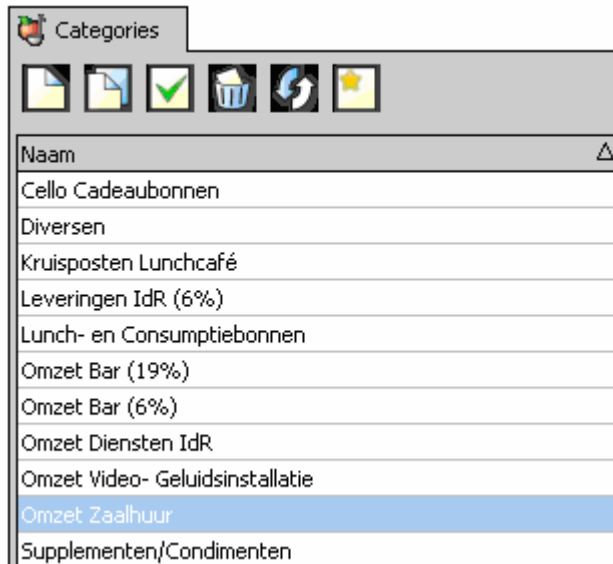 Categories
Naam
Cello Cadeaubonnen
Diversen
Kruisposten Lunchcafé
Leveringen IdR (6%)
Lunch- en Consumptiebonnen
Omzet Bar (19%)
Omzet Bar (6%)
Omzet Diensten IdR
Omzet Video- Geluidsinstallatie
Omzet Zaalhuur
Supplementen/Condimenten